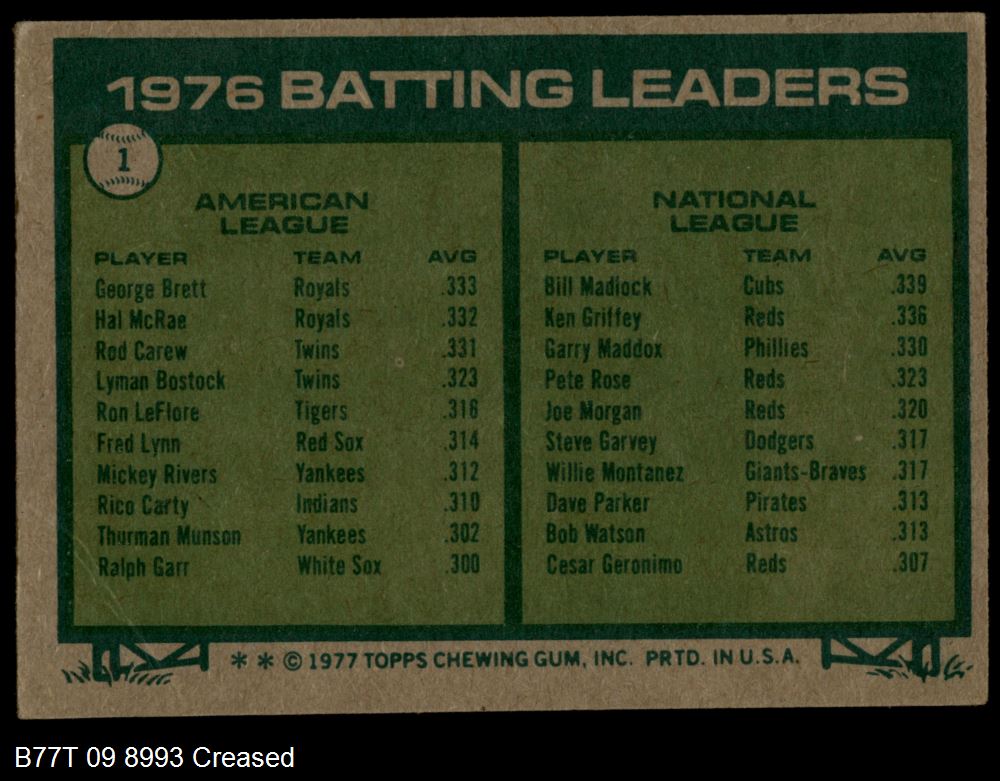 1976 BATTING LEADERS
1
AMERICAN
LEAGUE
PLAYER TEAM AVG
George Brett Royals .333
Hal McRae Royals .332
Rod Carew Twins .331
Lyman Bostock Twins .323
Ron LeFlore Tigers .316
Fred Lynn Red Sox .314
Mickey Rivers Yankees .312
Rico Carty Indians .310
Thurman Munson Yankees .302
Ralph Garr White Sox .300
NATIONAL
LEAGUE
PLAYER TEAM AVG
Bill Madlock Cubs .339
Ken Griffey Reds .336
Garry Maddox Phillies .330
Pete Rose Reds .323
Joe Morgan Reds .320
Steve Garvey Dodgers .317
Willie Montanez Giants-Braves .317
Dave Parker Pirates .313
Bob Watson Astros .313
Cesar Geronimo Reds .307
* * © 1977 TOPPS CHEWING GUM, INC. PRTD. IN U.S.A.
B77T 09 8993 Creased